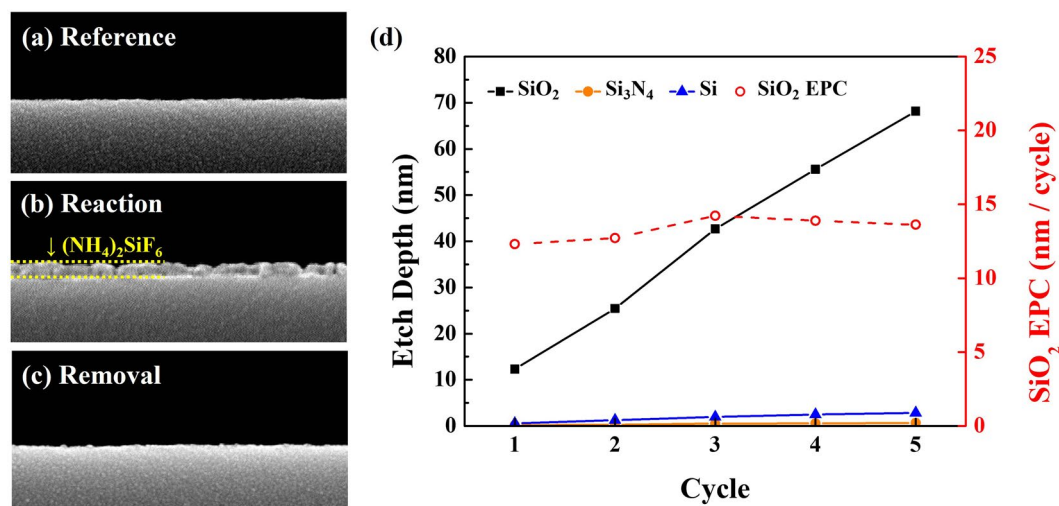 (a) Reference
(b) Reaction
↓ (NH₄)₂SiF₆
(c) Removal
(d)
SiO₂ Si₃N₄ Si SiO₂ EPC
Etch Depth (nm)
80
70
60
50
40
30
20
10
0
1 2 3 4 5
Cycle
25
20
15
10
5
0
SiO₂ EPC (nm / cycle)